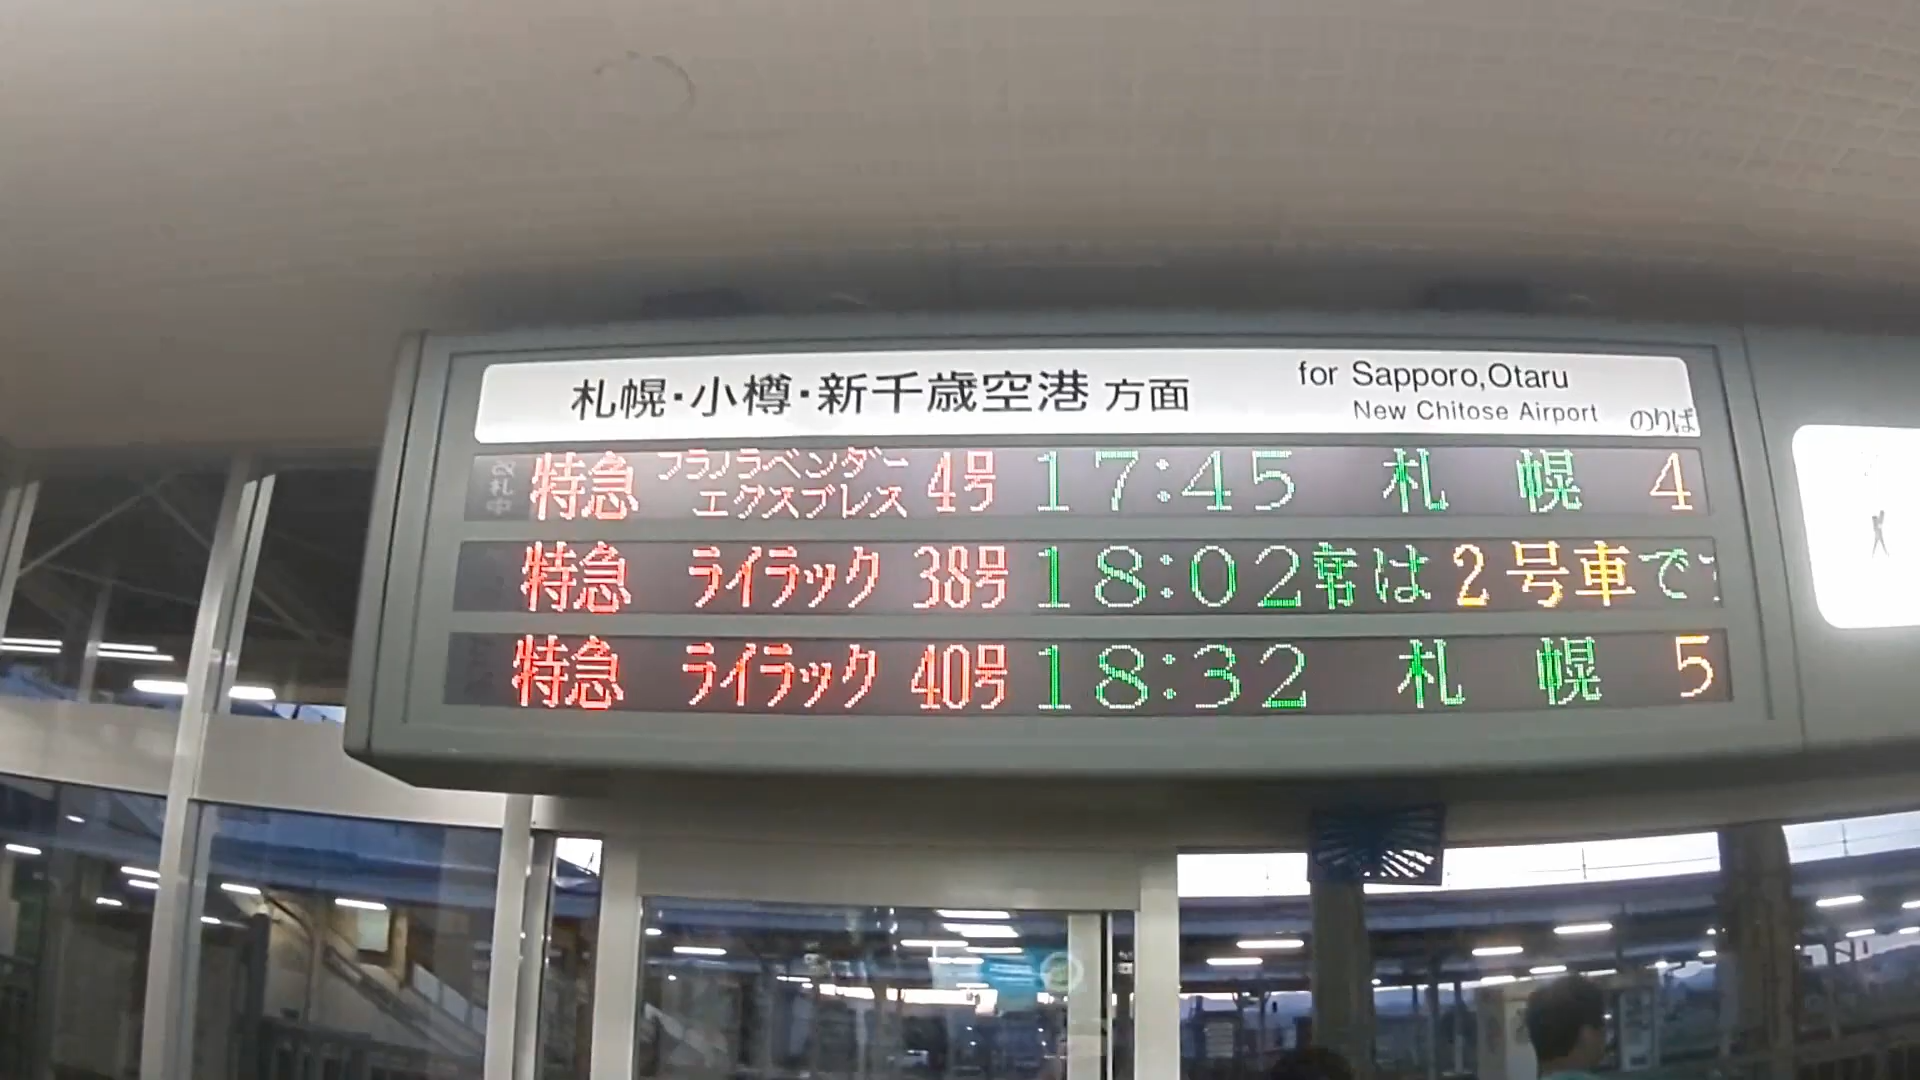 札幌・小樽・新千歳空港 方面 for Sapporo,Otaru
New Chitose Airport のりば
改札中 特急 フラノラベンダーエクスプレス 4号 17:45 札幌 4
特急 ライラック 38号 18:02 席は 2号車で
特急 ライラック 40号 18:32 札幌 5